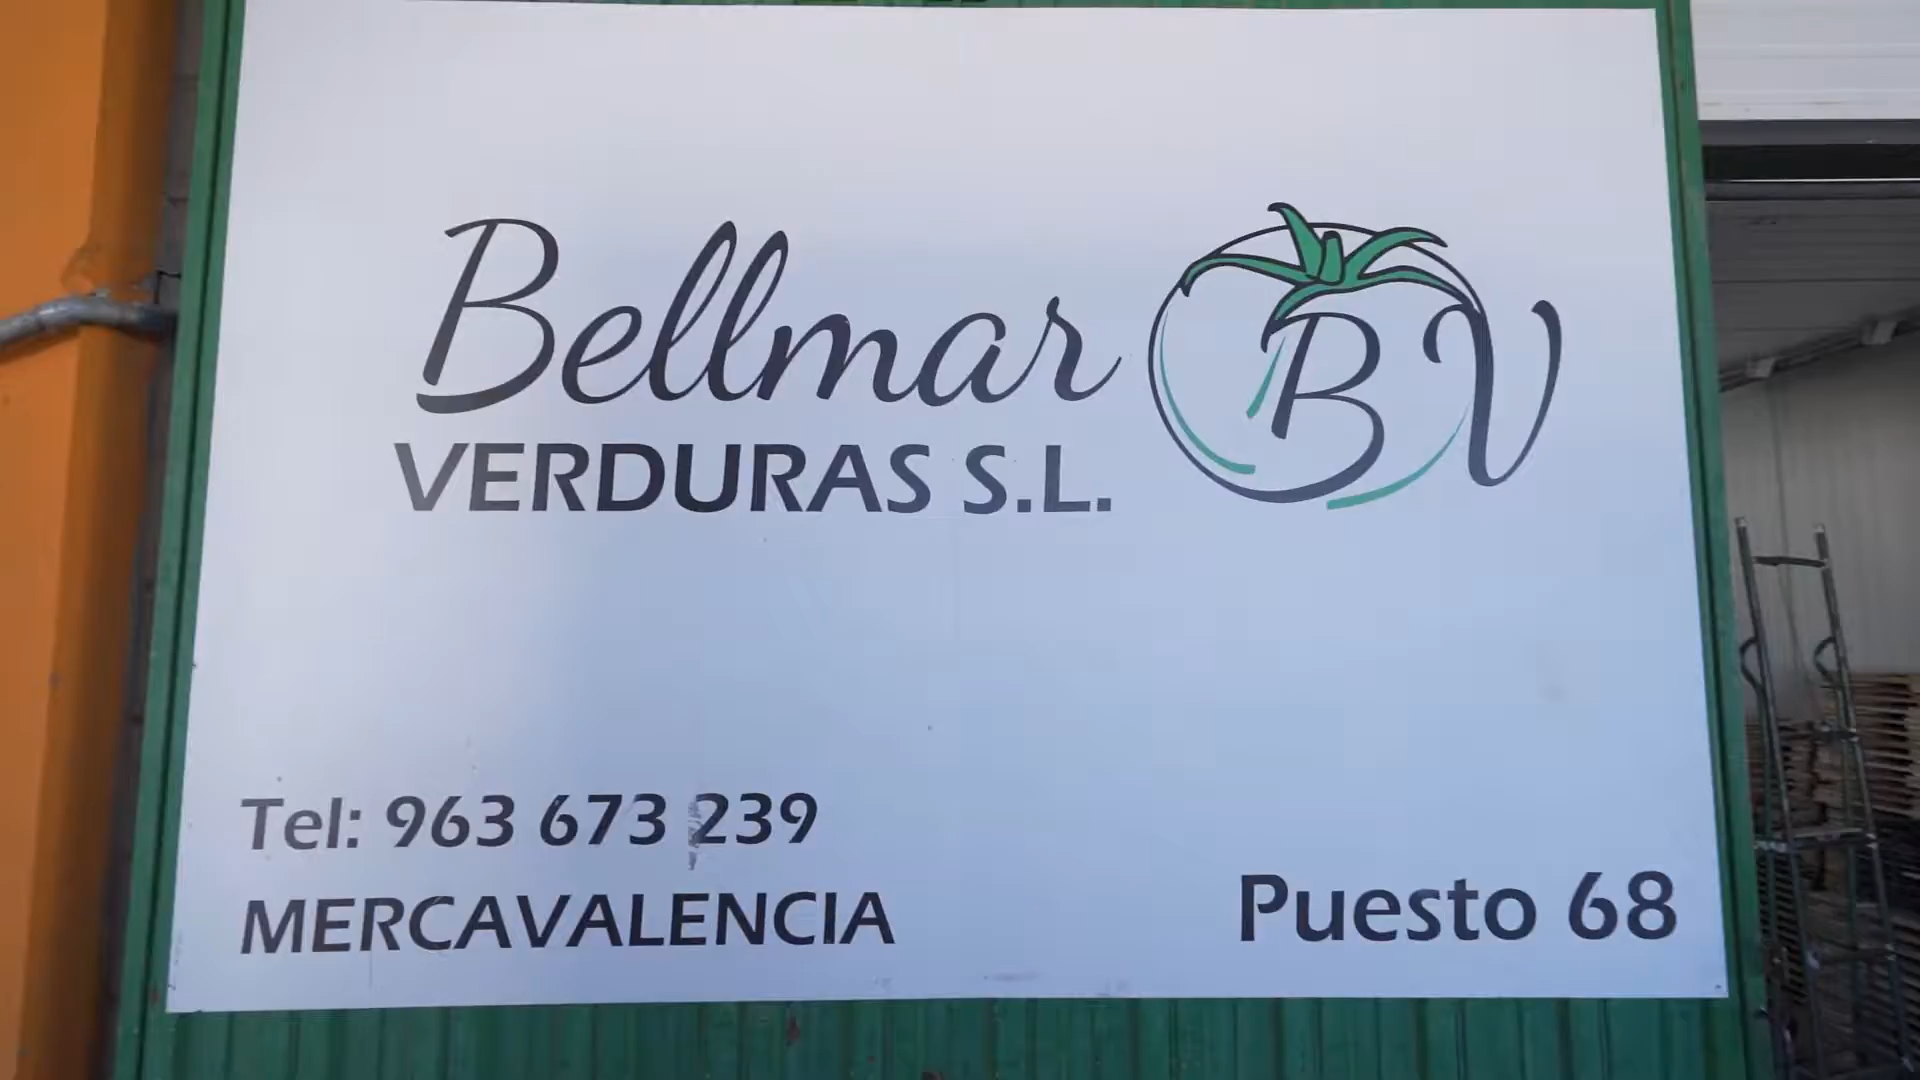 Bellmar
VERDURAS S.L.
BV
Tel: 963 673 239
MERCAVALENCIA
Puesto 68